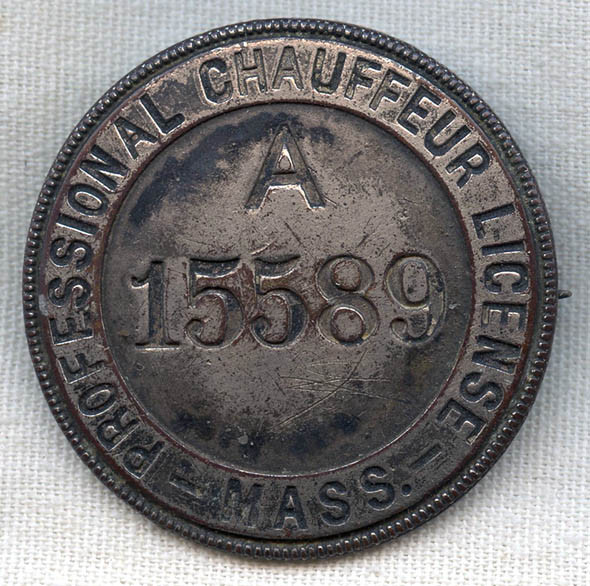 PROFESSIONAL CHAUFFEUR LICENSE
A
15589
- MASS. -